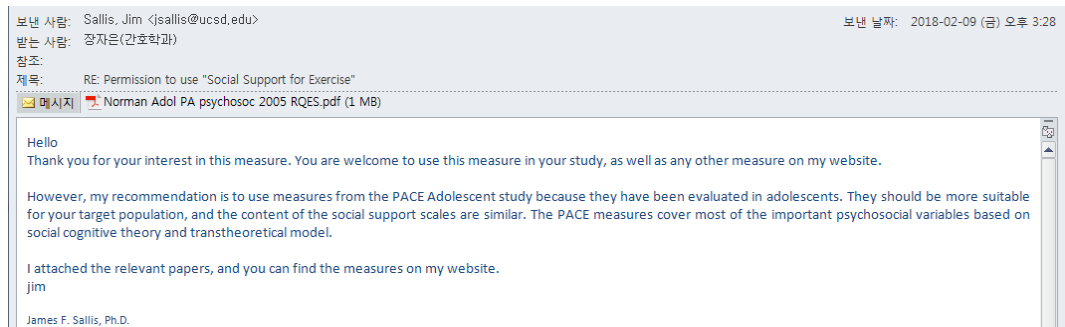 보낸 사람: Sallis, Jim <jsallis@ucsd.edu> 보낸 날짜: 2018-02-09 (금) 오후 3:28
받는 사람: 장자은(간호학과)
참조:
제목: RE: Permission to use "Social Support for Exercise"
메시지 Norman Adol PA psychosoc 2005 RQES.pdf (1 MB)
Hello
Thank you for your interest in this measure. You are welcome to use this measure in your study, as well as any other measure on my website.
However, my recommendation is to use measures from the PACE Adolescent study because they have been evaluated in adolescents. They should be more suitable
for your target population, and the content of the social support scales are similar. The PACE measures cover most of the important psychosocial variables based on
social cognitive theory and transtheoretical model.
I attached the relevant papers, and you can find the measures on my website.
jim
James F. Sallis, Ph.D.